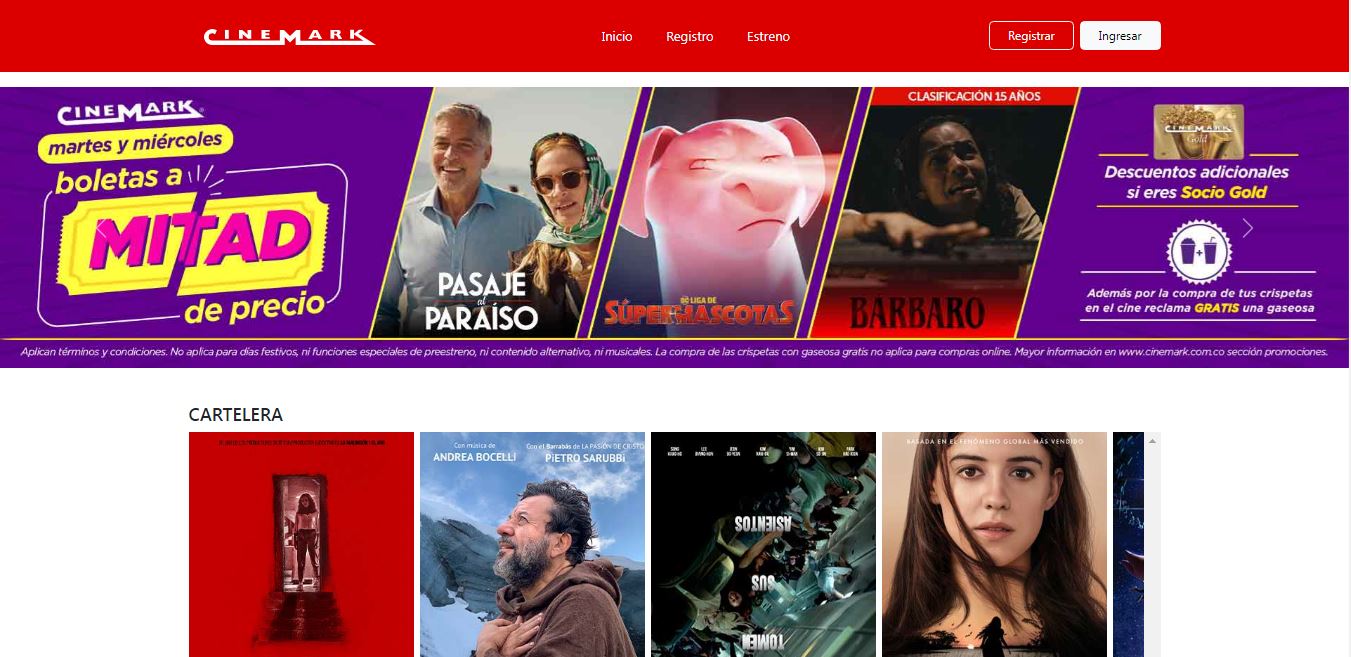 CINEMARK
Inicio
Registro
Estreno
Registrar
Ingresar
CINEMARK
martes y miércoles
boletas a
MITAD
de precio
PASAJE
al
PARAÍSO
DC LIGA DE
SÚPERMASCOTAS
CLASIFICACIÓN 15 AÑOS
BÁRBARO
CINEMARK
Gold
Descuentos adicionales
si eres Socio Gold
Además por la compra de tus crispetas
en el cine reclama GRATIS una gaseosa
Aplican términos y condiciones. No aplica para días festivos, ni funciones especiales de preestreno, ni contenido alternativo, ni musicales. La compra de las crispetas con gaseosa gratis no aplica para compras online. Mayor información en www.cinemark.com.co sección promociones.
CARTELERA
Con música de
ANDREA BOCELLI
Con el Barrabás de LA PASIÓN DE CRISTO
PiETRO SARUBBi
ASIENTOS
SUS
TOMEN
BASADA EN EL FENÓMENO GLOBAL MÁS VENDIDO